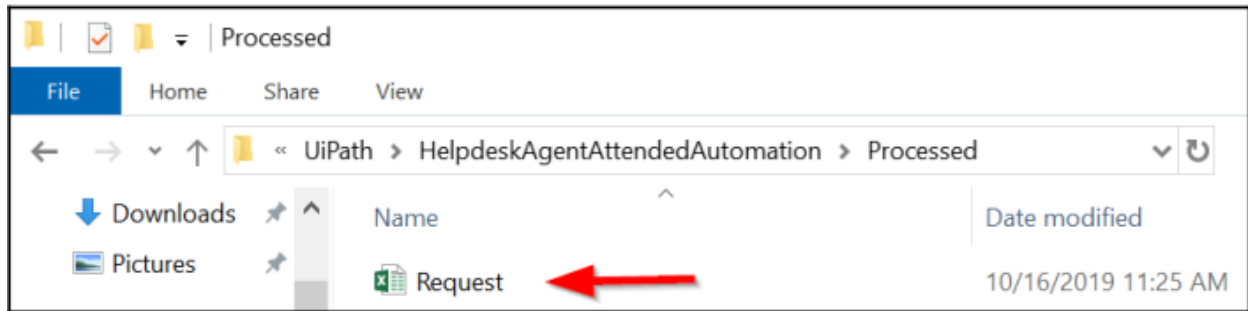 Processed
File Home Share View
« UiPath > HelpdeskAgentAttendedAutomation > Processed
Downloads Name Date modified
Pictures Request 10/16/2019 11:25 AM